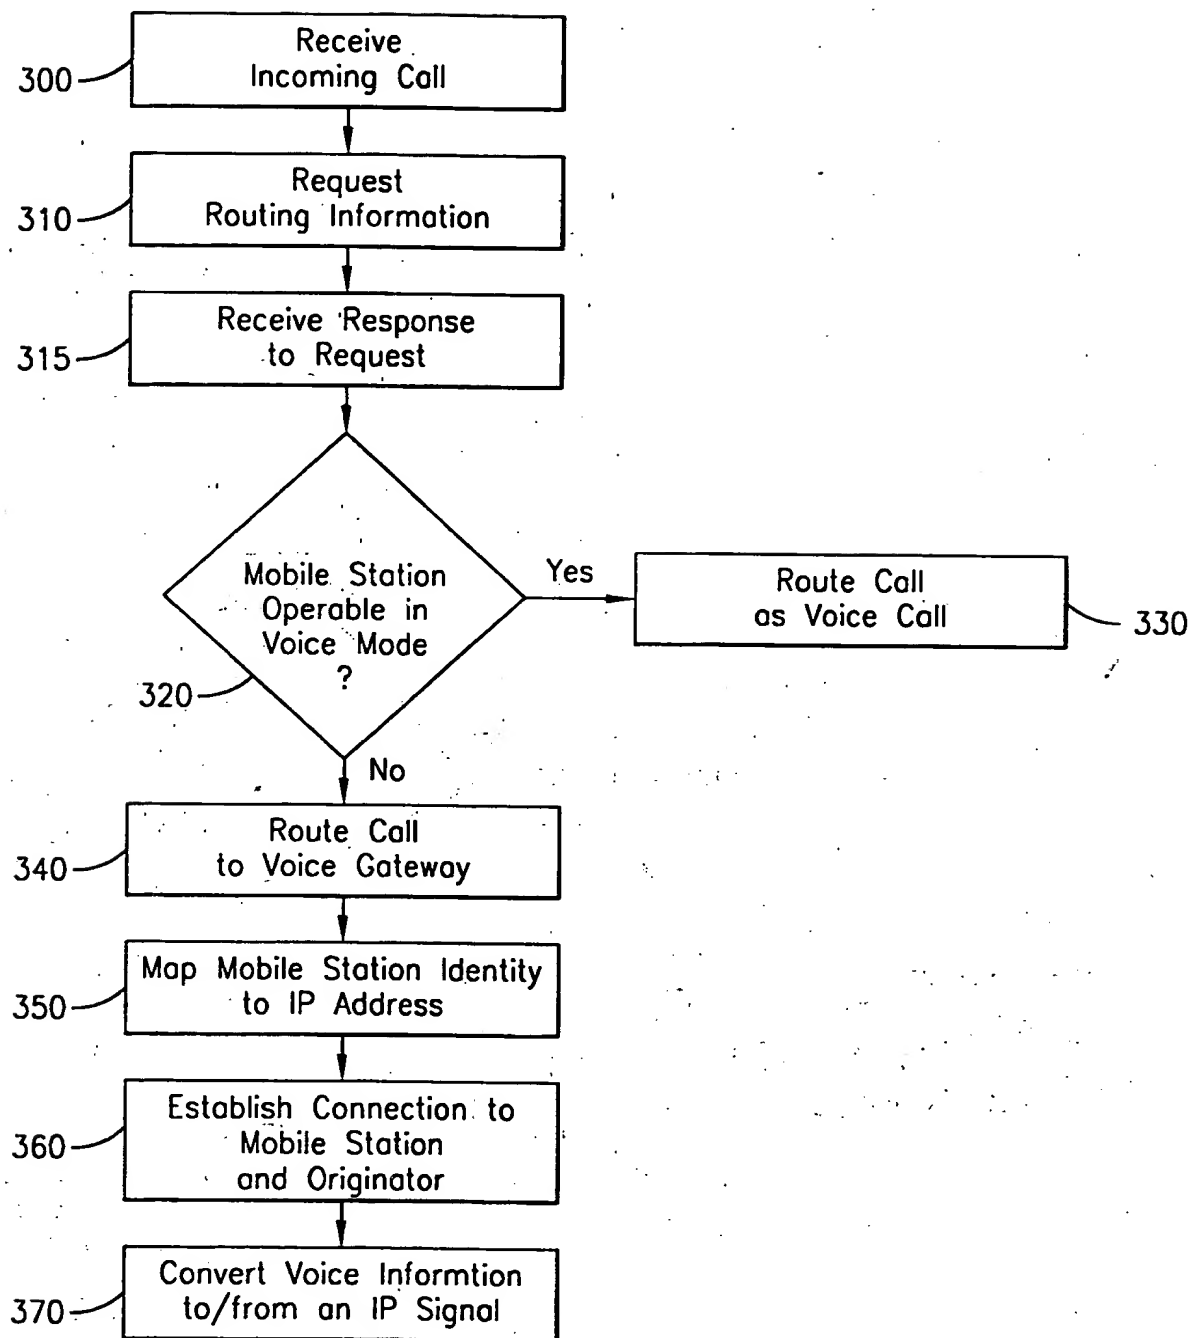 Receive
Incoming Call
300
Request
Routing Information
310
Receive Response
to Request
315
Mobile Station
Operable in
Voice Mode
?
320
Yes
Route Call
as Voice Call
330
No
Route Call
to Voice Gateway
340
Map Mobile Station Identity
to IP Address
350
Establish Connection to
Mobile Station
and Originator
360
Convert Voice Informtion
to/from an IP Signal
370